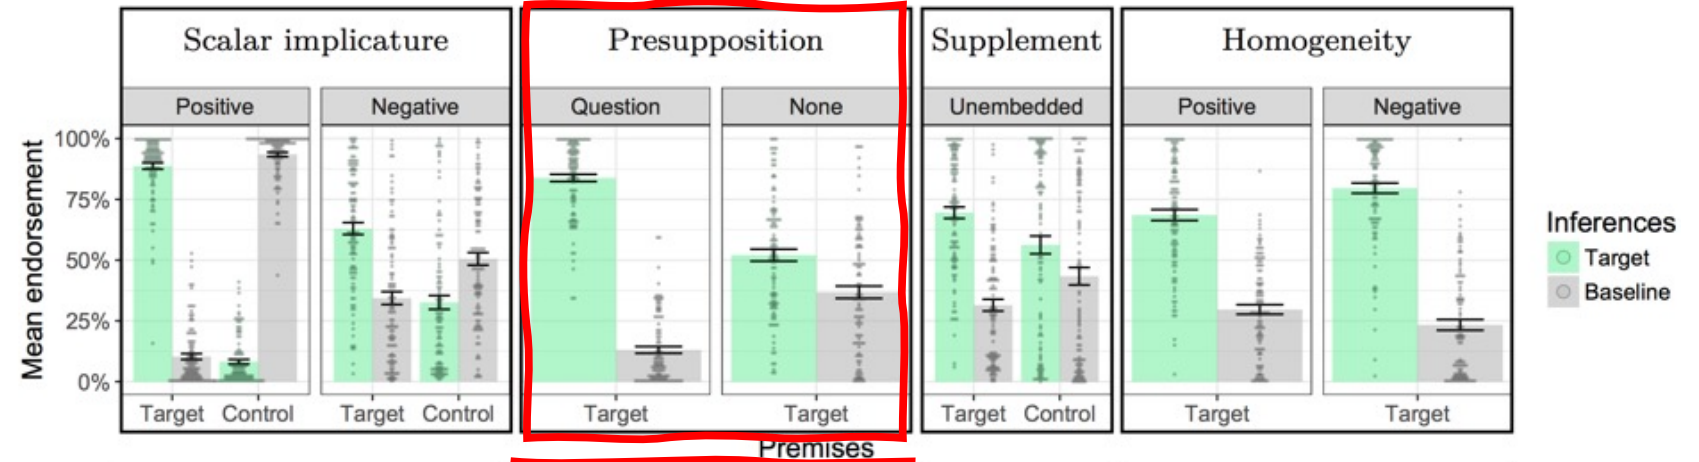 Scalar implicature Presupposition Supplement Homogeneity
Positive Negative Question None Unembedded Positive Negative
100%
75%
50%
25%
0%
Mean endorsement
Target Control Target Control Target Target Target Control Target Target
Premises
Inferences
Target
Baseline